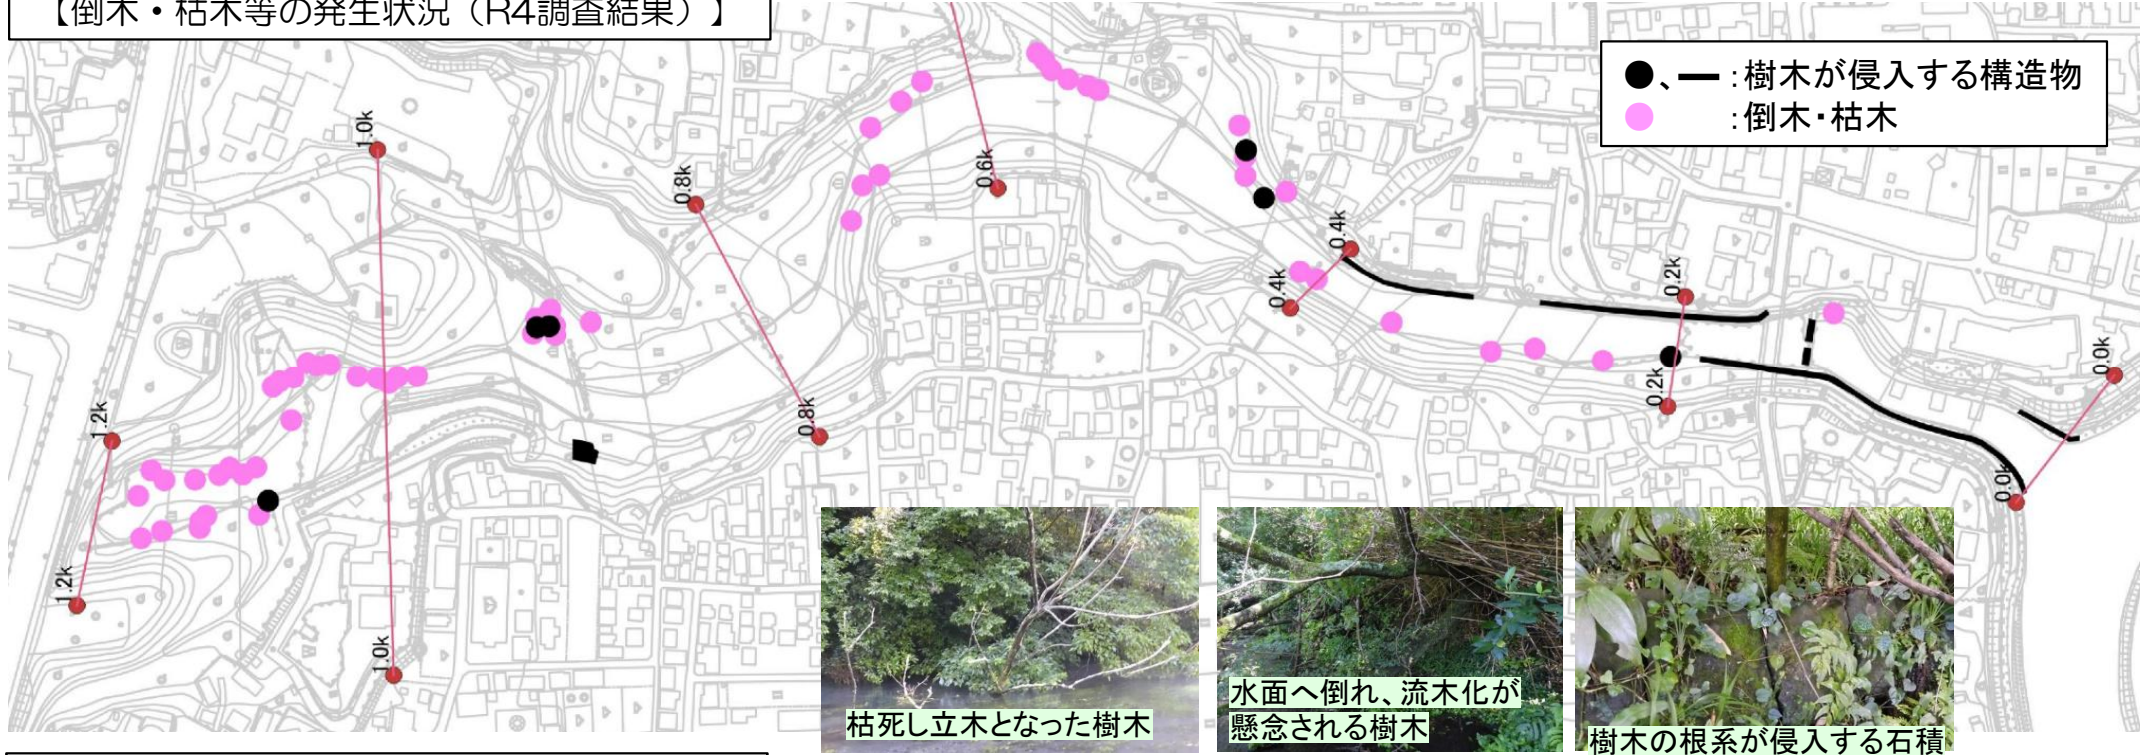 【倒木・枯木等の発生状況（R4調査結果）】
●、━：樹木が侵入する構造物
●：倒木・枯木
1.0k
0.8k
0.6k
0.4k
0.4k
0.2k
0.2k
0.0k
0.0k
1.2k
0.8k
1.2k
1.0k
枯死し立木となった樹木
水面へ倒れ、流木化が
懸念される樹木
樹木の根系が侵入する石積